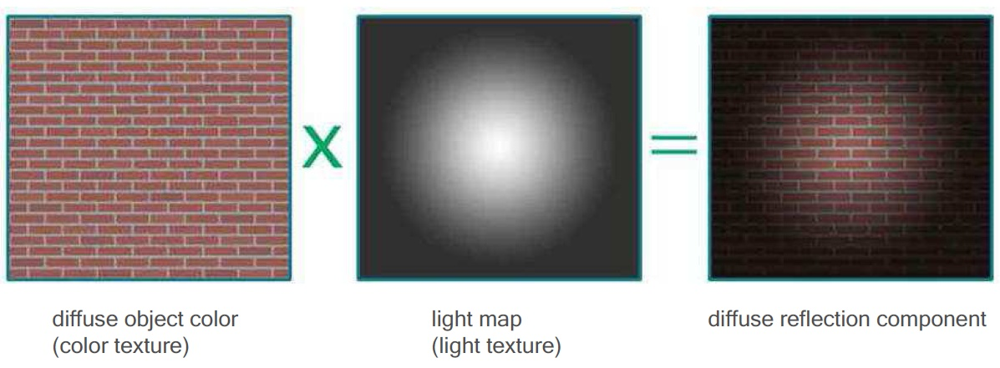 X
=
diffuse object color
(color texture)
light map
(light texture)
diffuse reflection component